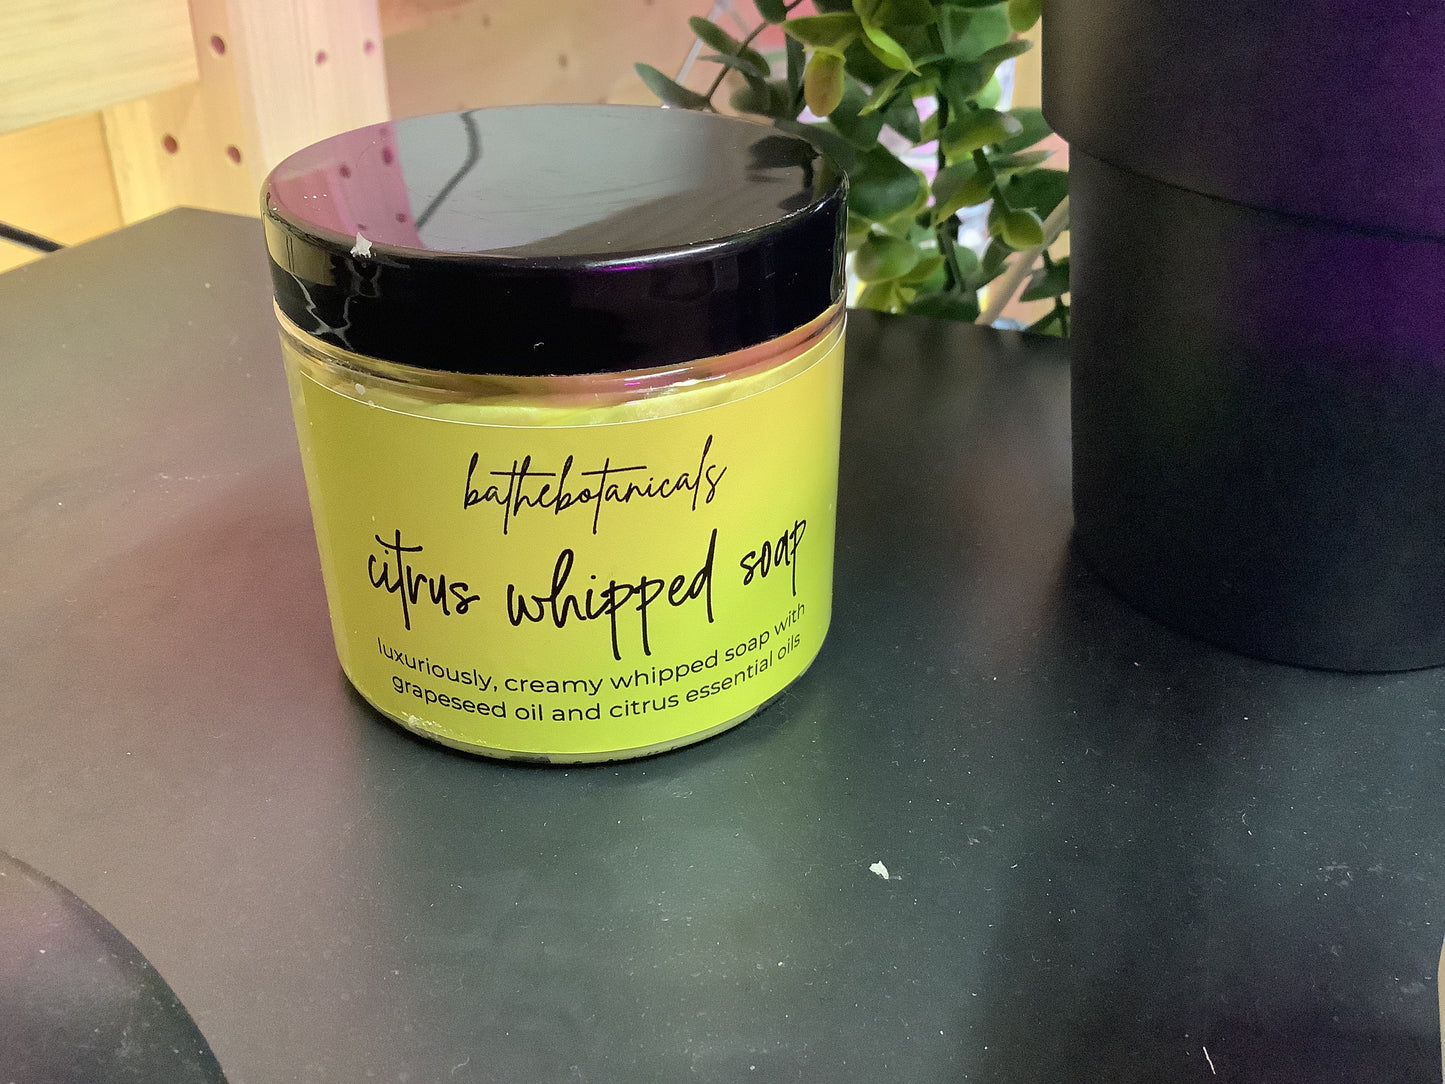 bathebotanicals
citrus whipped soap
luxuriously, creamy whipped soap with
grapeseed oil and citrus essential oils